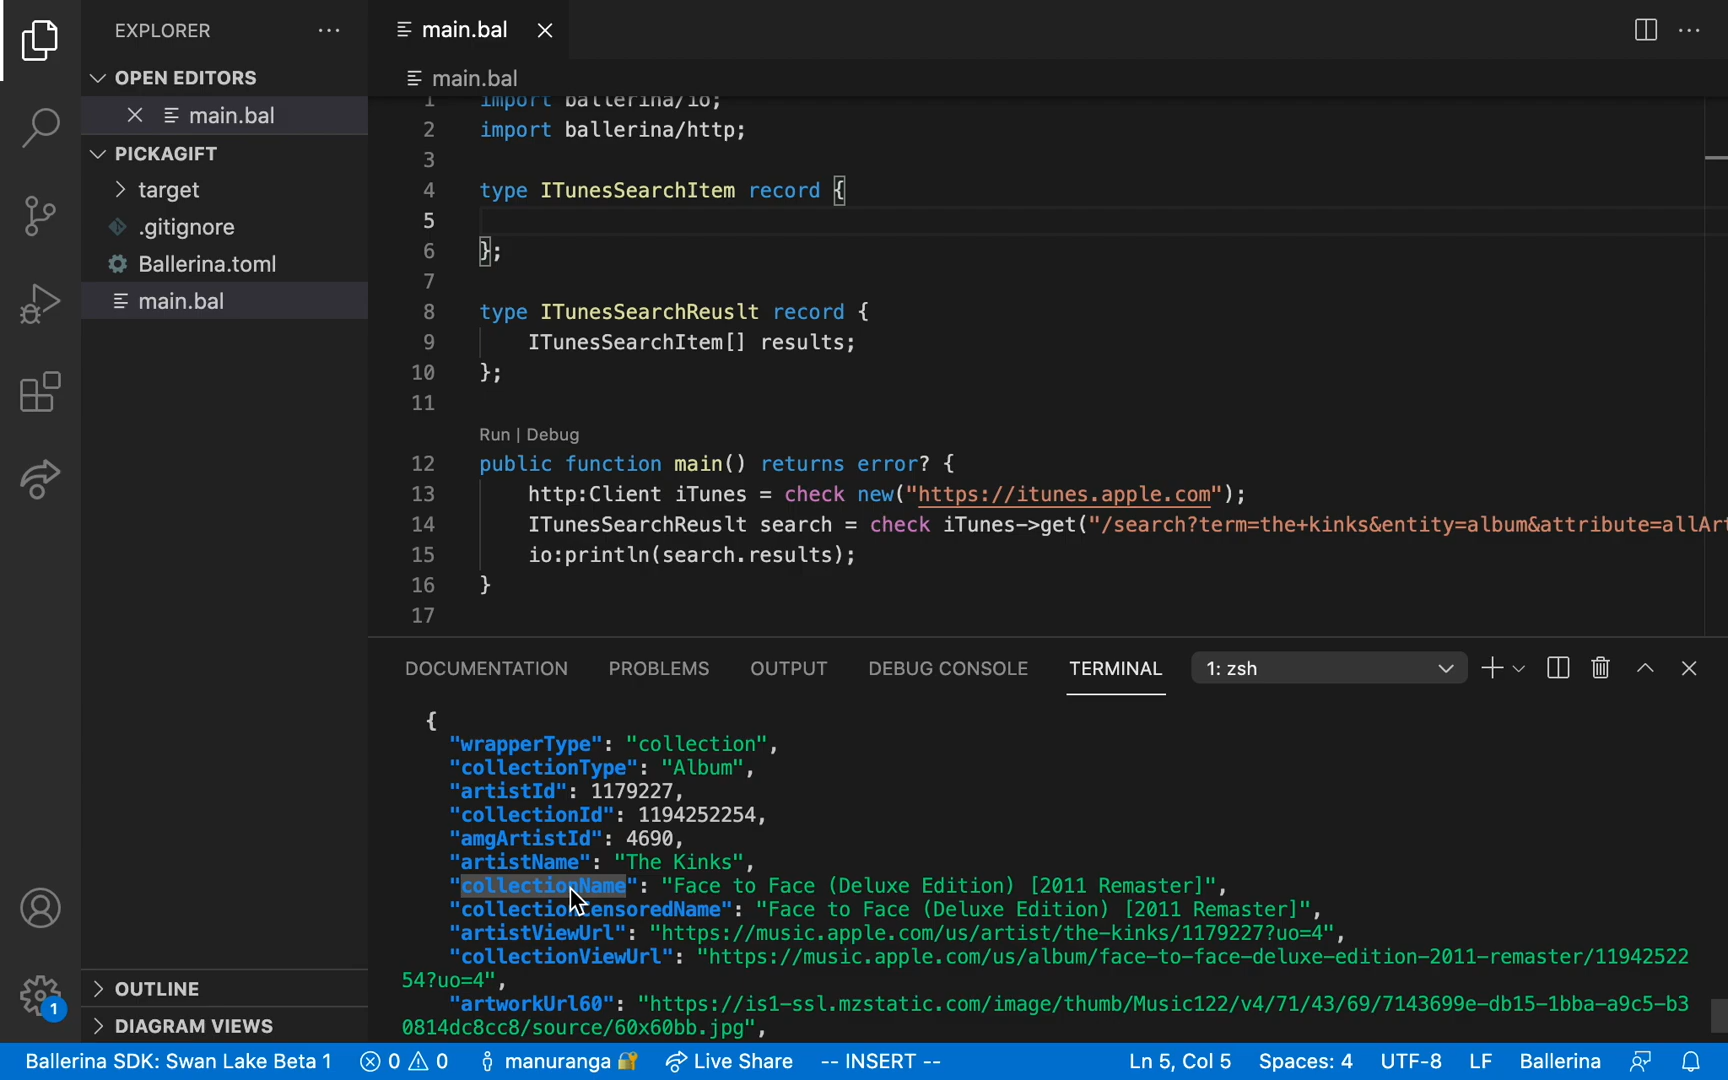 EXPLORER
main.bal
OPEN EDITORS
main.bal
main.bal
PICKAGIFT
target
.gitignore
Ballerina.toml
main.bal
OUTLINE
DIAGRAM VIEWS
1 import ballerina/io;
2 import ballerina/http;
3
4 type ITunesSearchItem record {
5
6 };
7
8 type ITunesSearchReuslt record {
9 ITunesSearchItem[] results;
10 };
11
Run | Debug
12 public function main() returns error? {
13 http:Client iTunes = check new("https://itunes.apple.com");
14 ITunesSearchReuslt search = check iTunes->get("/search?term=the+kinks&entity=album&attribute=allAr
15 io:println(search.results);
16 }
17
DOCUMENTATION PROBLEMS OUTPUT DEBUG CONSOLE TERMINAL 1: zsh
{
"wrapperType": "collection",
"collectionType": "Album",
"artistId": 1179227,
"collectionId": 1194252254,
"amgArtistId": 4690,
"artistName": "The Kinks",
"collectionName": "Face to Face (Deluxe Edition) [2011 Remaster]",
"collectionCensoredName": "Face to Face (Deluxe Edition) [2011 Remaster]",
"artistViewUrl": "https://music.apple.com/us/artist/the-kinks/1179227?uo=4",
"collectionViewUrl": "https://music.apple.com/us/album/face-to-face-deluxe-edition-2011-remaster/11942522
54?uo=4",
"artworkUrl60": "https://is1-ssl.mzstatic.com/image/thumb/Music122/v4/71/43/69/7143699e-db15-1bba-a9c5-b3
0814dc8cc8/source/60x60bb.jpg",
1
Ballerina SDK: Swan Lake Beta 1 0 0 manuranga Live Share -- INSERT -- Ln 5, Col 5 Spaces: 4 UTF-8 LF Ballerina